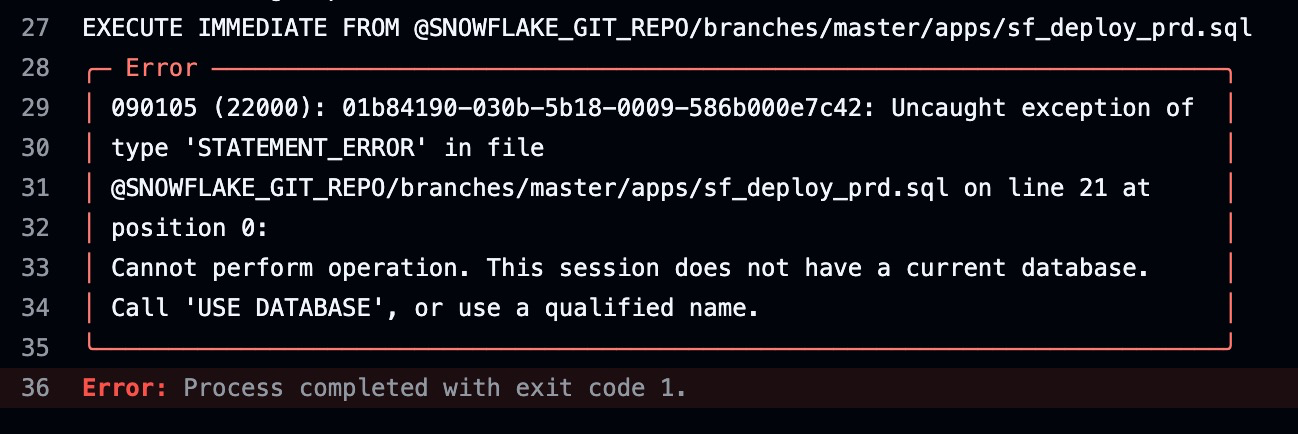 27 EXECUTE IMMEDIATE FROM @SNOWFLAKE_GIT_REPO/branches/master/apps/sf_deploy_prd.sql
28 Error
29 090105 (22000): 01b84190-030b-5b18-0009-586b000e7c42: Uncaught exception of
30 type 'STATEMENT_ERROR' in file
31 @SNOWFLAKE_GIT_REPO/branches/master/apps/sf_deploy_prd.sql on line 21 at
32 position 0:
33 Cannot perform operation. This session does not have a current database.
34 Call 'USE DATABASE', or use a qualified name.
35
36 Error: Process completed with exit code 1.